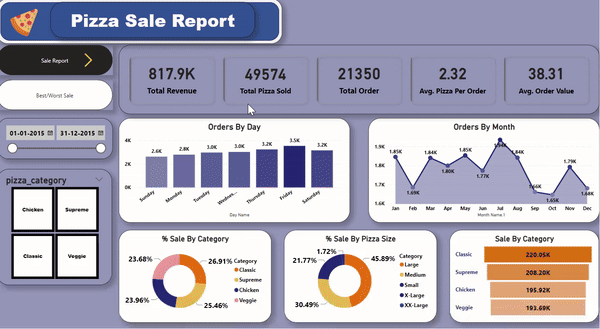 Pizza Sale Report
Sale Report
Best/Worst Sale
01-01-2015
31-12-2015
pizza_category
Chicken
Supreme
Classic
Veggie
817.9K
Total Revenue
49574
Total Pizza Sold
21350
Total Order
2.32
Avg. Pizza Per Order
38.31
Avg. Order Value
Orders By Day
4K
2K
0K
2.6K
2.8K
3.0K
3.0K
3.2K
3.5K
3.2K
Sunday
Monday
Tuesday
Wednes...
Thursday
Friday
Saturday
Day Name
Orders By Month
1.8K
1.7K
1.6K
1.85K
1.69K
1.84K
1.80K
1.85K
1.77K
1.94K
1.84K
1.66K
1.65K
1.79K
1.68K
Jan
Feb
Mar
Apr
May
Jun
Jul
Aug
Sep
Oct
Nov
Dec
Month Name 1
% Sale By Category
23.68%
26.91%
23.96%
25.46%
Category
Classic
Supreme
Chicken
Veggie
% Sale By Pizza Size
1.72%
21.77%
45.89%
30.49%
Category
Large
Medium
Small
X-Large
XX-Large
Sale By Category
Classic
220.05K
Supreme
208.20K
Chicken
195.92K
Veggie
193.69K